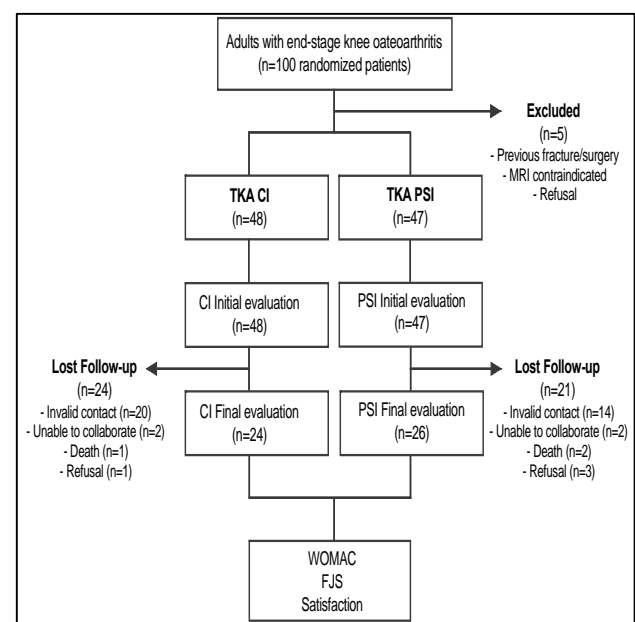 Adults with end-stage knee oateoarthritis
(n=100 randomized patients)
Excluded
(n=5)
- Previous fracture/surgery
- MRI contraindicated
- Refusal
TKA CI
(n=48)
TKA PSI
(n=47)
CI Initial evaluation
(n=48)
PSI Initial evaluation
(n=47)
Lost Follow-up
(n=24)
- Invalid contact (n=20)
- Unable to collaborate (n=2)
- Death (n=1)
- Refusal (n=1)
Lost Follow-up
(n=21)
- Invalid contact (n=14)
- Unable to collaborate (n=2)
- Death (n=2)
- Refusal (n=3)
CI Final evaluation
(n=24)
PSI Final evaluation
(n=26)
WOMAC
FJS
Satisfaction